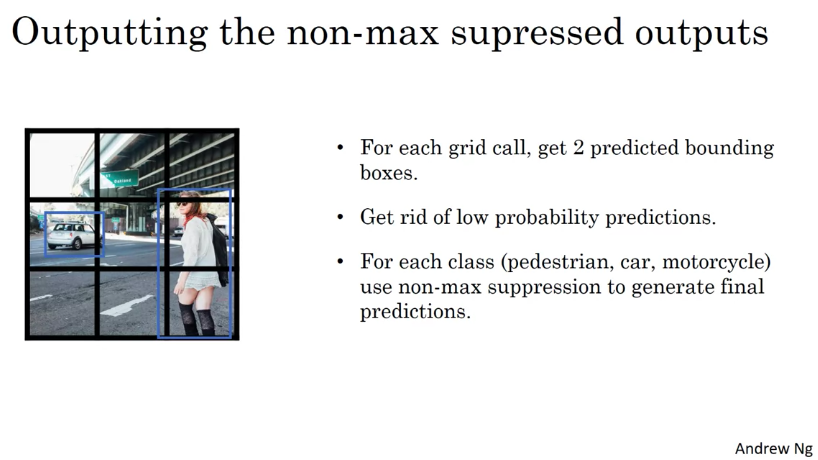 Outputting the non-max supressed outputs
• For each grid call, get 2 predicted bounding
boxes.
• Get rid of low probability predictions.
• For each class (pedestrian, car, motorcycle)
use non-max suppression to generate final
predictions.
Andrew Ng